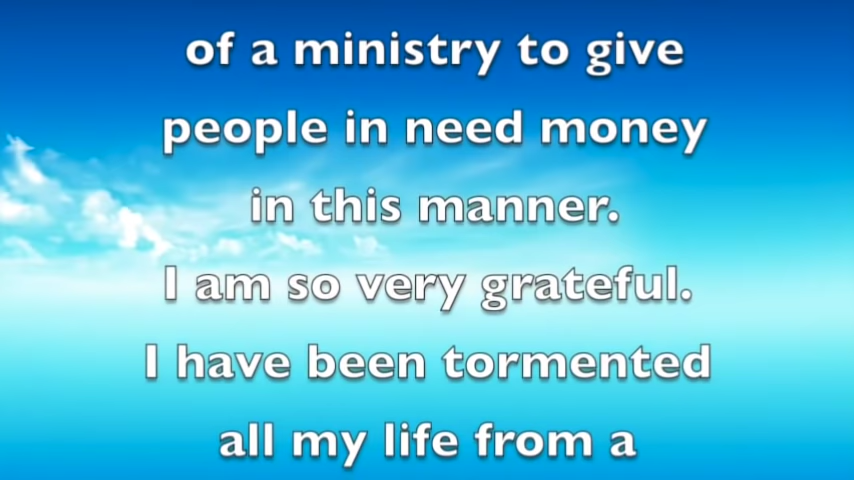 of a ministry to give
people in need money
in this manner.
I am so very grateful.
I have been tormented
all my life from a